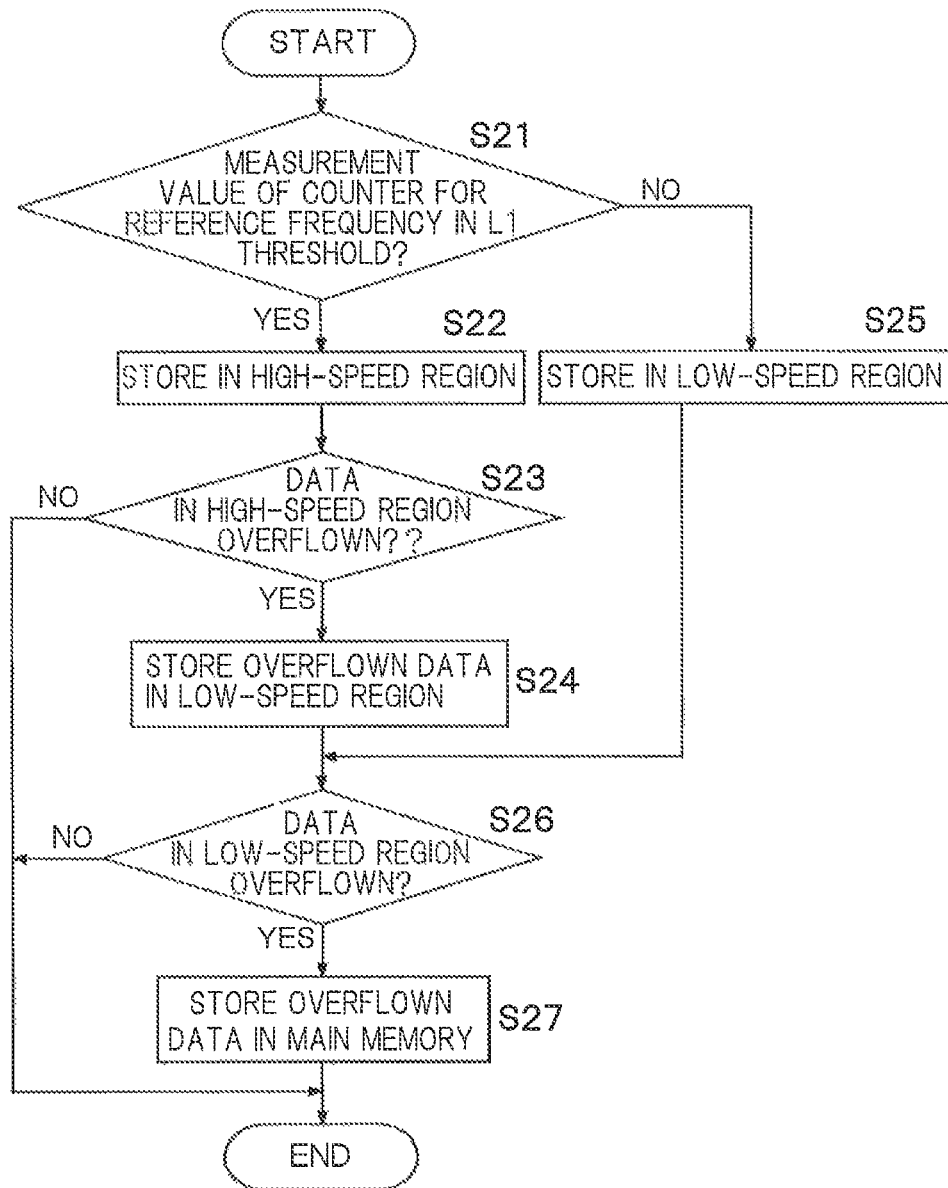 START
S21
MEASUREMENT
VALUE OF COUNTER FOR
REFERENCE FREQUENCY IN L1
THRESHOLD?
NO
YES
S22
S25
STORE IN HIGH-SPEED REGION
STORE IN LOW-SPEED REGION
S23
NO
DATA
IN HIGH-SPEED REGION
OVERFLOWN??
YES
STORE OVERFLOWN DATA
IN LOW-SPEED REGION
S24
S26
NO
DATA
IN LOW-SPEED REGION
OVERFLOWN?
YES
STORE OVERFLOWN
DATA IN MAIN MEMORY
S27
END